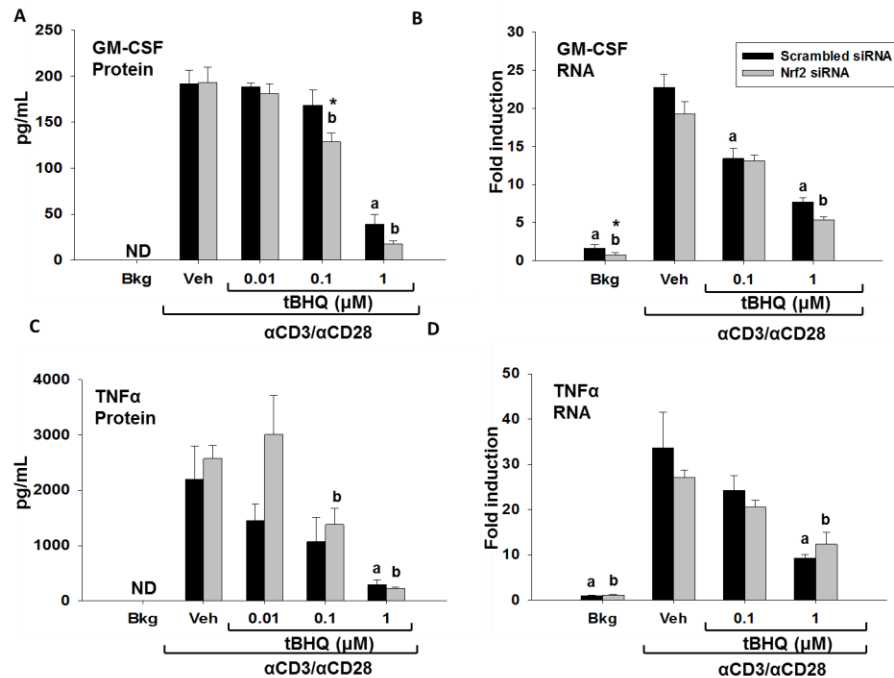 A
GM-CSF
Protein
pg/mL
250
200
150
100
50
0
ND
*
b
a
b
Bkg
Veh
0.01
0.1
1
tBHQ (µM)
αCD3/αCD28
B
GM-CSF
RNA
Scrambled siRNA
Nrf2 siRNA
Fold induction
30
25
20
15
10
5
0
a
*
b
a
a
b
Bkg
Veh
0.1
1
tBHQ (µM)
αCD3/αCD28
C
TNFα
Protein
pg/mL
4000
3000
2000
1000
0
ND
b
a
b
Bkg
Veh
0.01
0.1
1
tBHQ (µM)
αCD3/αCD28
D
TNFα
RNA
Fold induction
50
40
30
20
10
0
a
b
a
b
Bkg
Veh
0.1
1
tBHQ (µM)
αCD3/αCD28